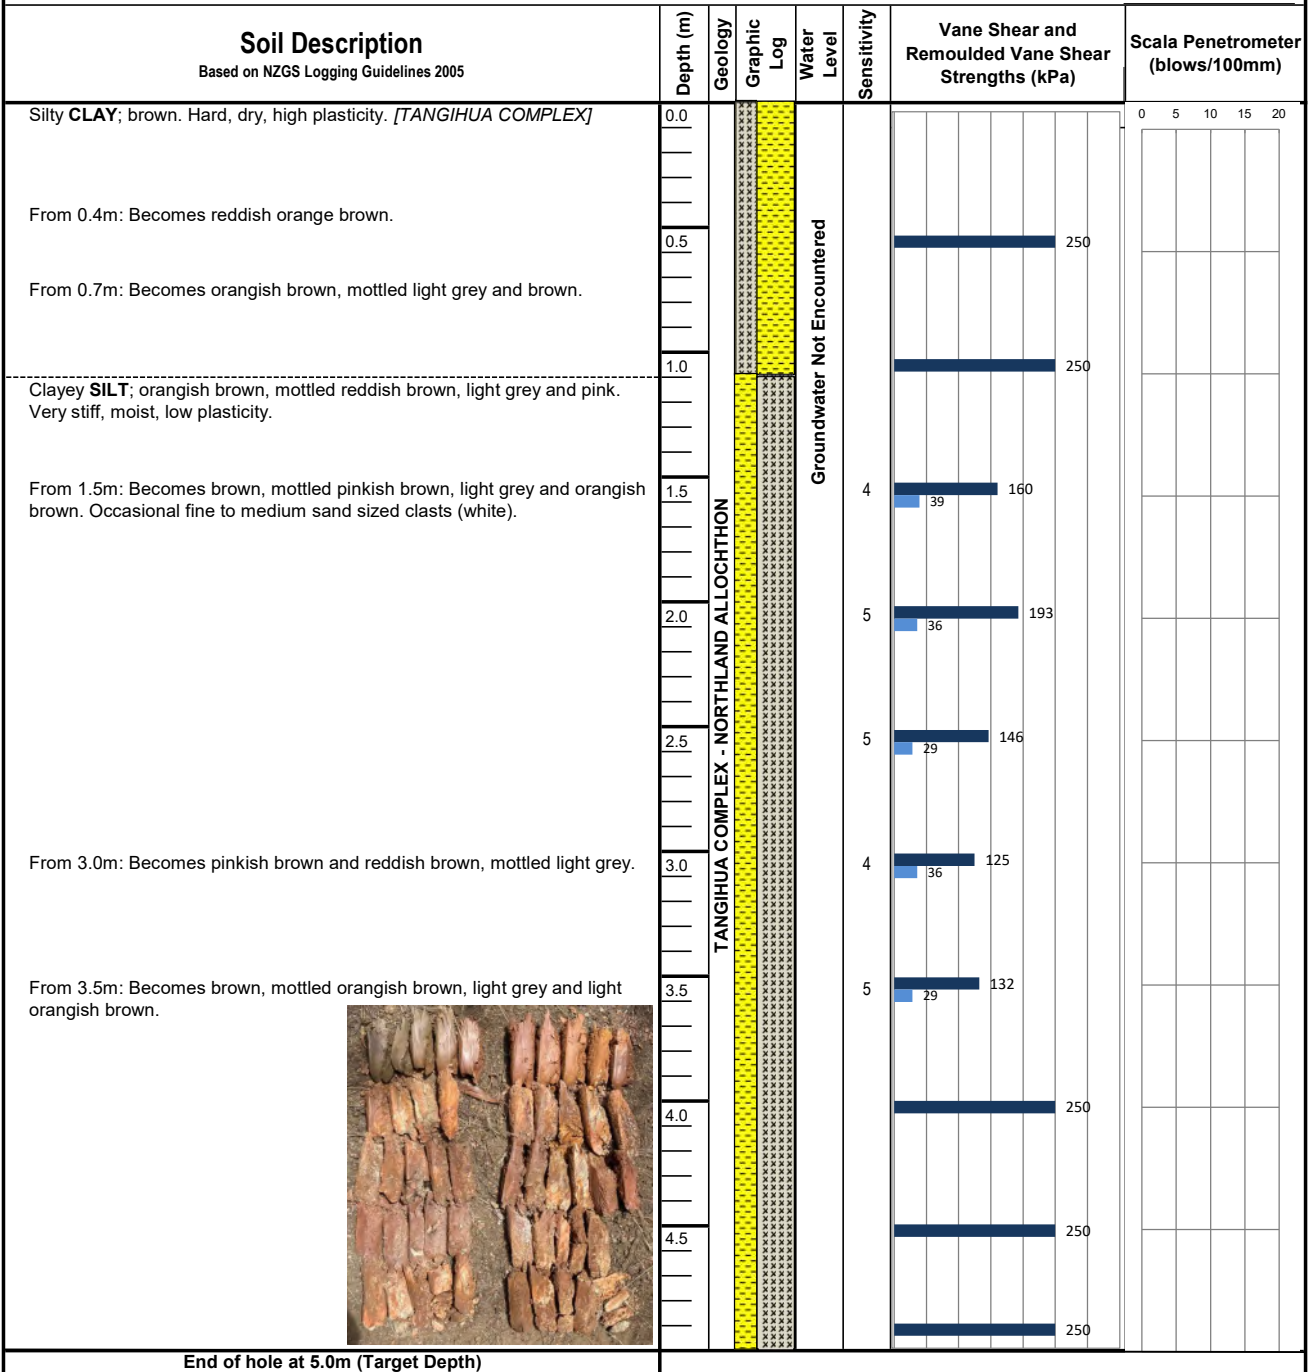 Soil Description
Based on NZGS Logging Guidelines 2005
Depth (m)
Geology
Graphic Log
Water Level
Sensitivity
Vane Shear and
Remoulded Vane Shear
Strengths (kPa)
Scala Penetrometer
(blows/100mm)
0 5 10 15 20
Silty CLAY; brown. Hard, dry, high plasticity. [TANGIHUA COMPLEX]
0.0
From 0.4m: Becomes reddish orange brown.
0.5
250
From 0.7m: Becomes orangish brown, mottled light grey and brown.
1.0
250
Clayey SILT; orangish brown, mottled reddish brown, light grey and pink.
Very stiff, moist, low plasticity.
Groundwater Not Encountered
TANGIHUA COMPLEX - NORTHLAND ALLOCHTHON
From 1.5m: Becomes brown, mottled pinkish brown, light grey and orangish
brown. Occasional fine to medium sand sized clasts (white).
1.5
4
160
39
2.0
5
193
36
2.5
5
146
29
From 3.0m: Becomes pinkish brown and reddish brown, mottled light grey.
3.0
4
125
36
From 3.5m: Becomes brown, mottled orangish brown, light grey and light
orangish brown.
3.5
5
132
29
4.0
250
4.5
250
250
End of hole at 5.0m (Target Depth)